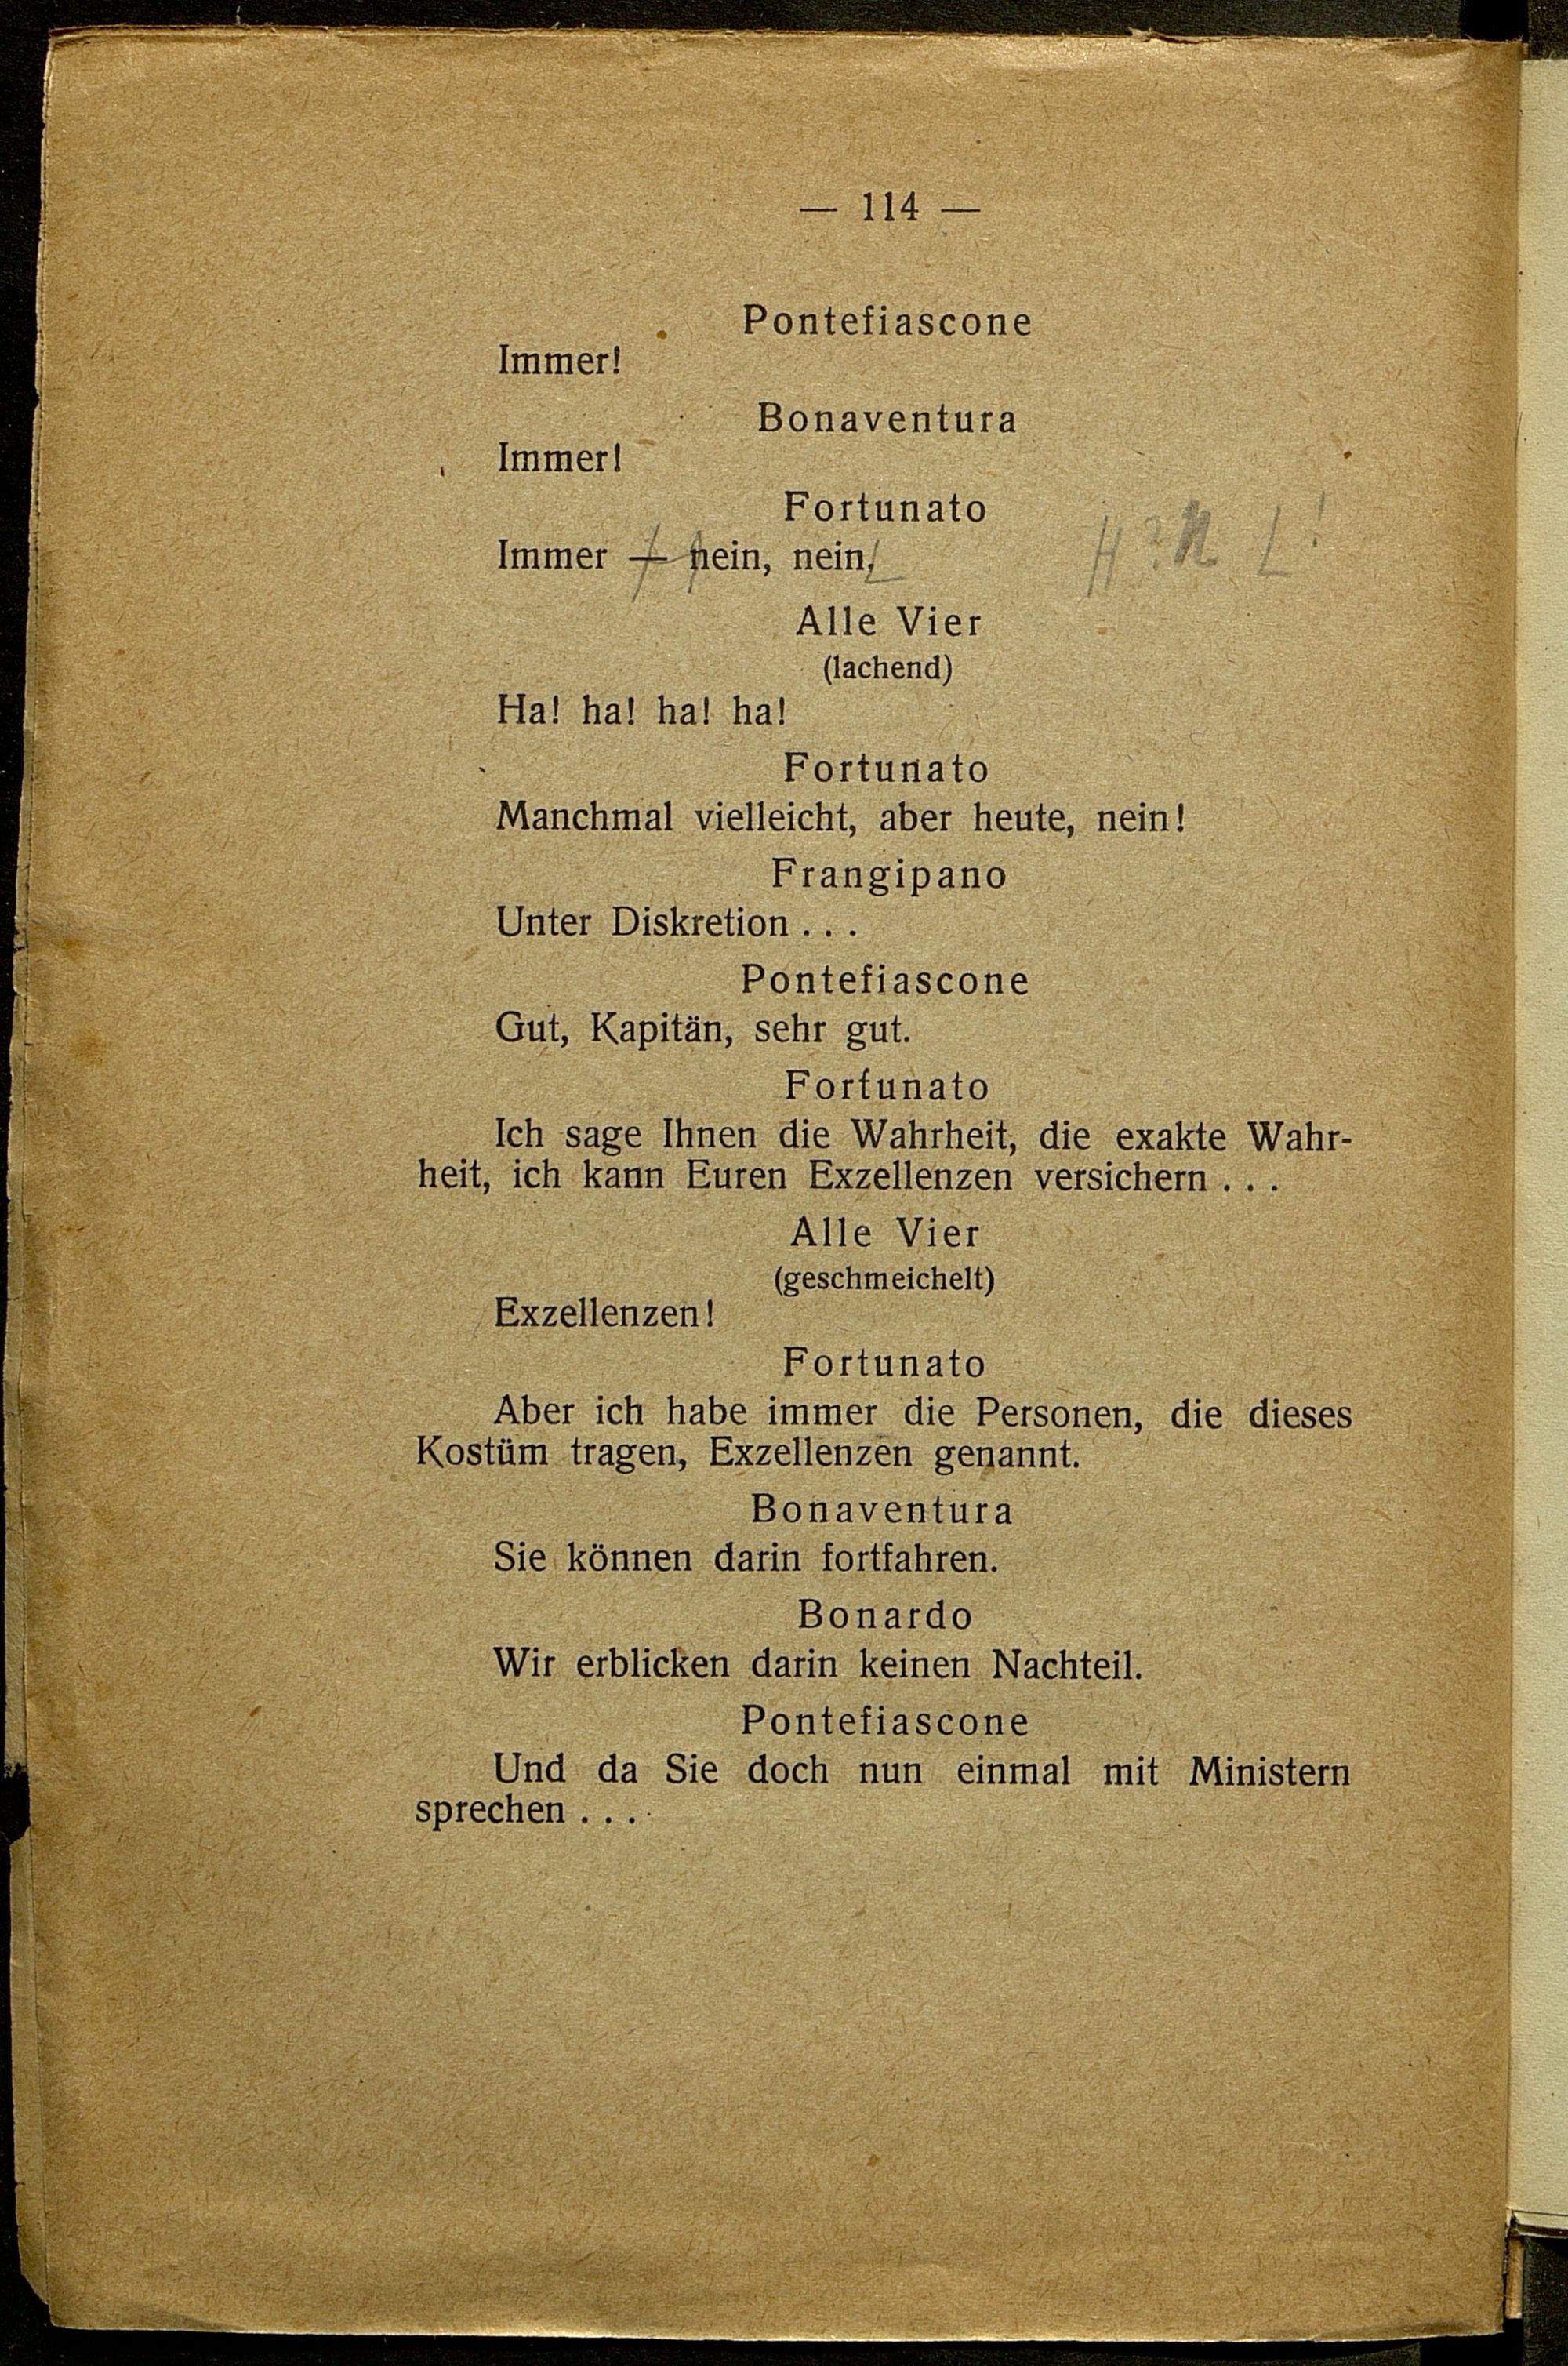 — 114 —
Pontefiascone
Immer!
Bonaventura
Immer!
Fortunato
Immer — nein, nein,
Alle Vier
(lachend)
Ha! ha! ha! ha!
Fortunato
Manchmal vielleicht, aber heute, nein!
Frangipano
Unter Diskretion . . .
Pontefiascone
Gut, Kapitän, sehr gut.
Fortunato
Ich sage Ihnen die Wahrheit, die exakte Wahr-
heit, ich kann Euren Exzellenzen versichern . . .
Alle Vier
(geschmeichelt)
Exzellenzen!
Fortunato
Aber ich habe immer die Personen, die dieses
Kostüm tragen, Exzellenzen genannt.
Bonaventura
Sie können darin fortfahren.
Bonardo
Wir erblicken darin keinen Nachteil.
Pontefiascone
Und da Sie doch nun einmal mit Ministern
sprechen . . .